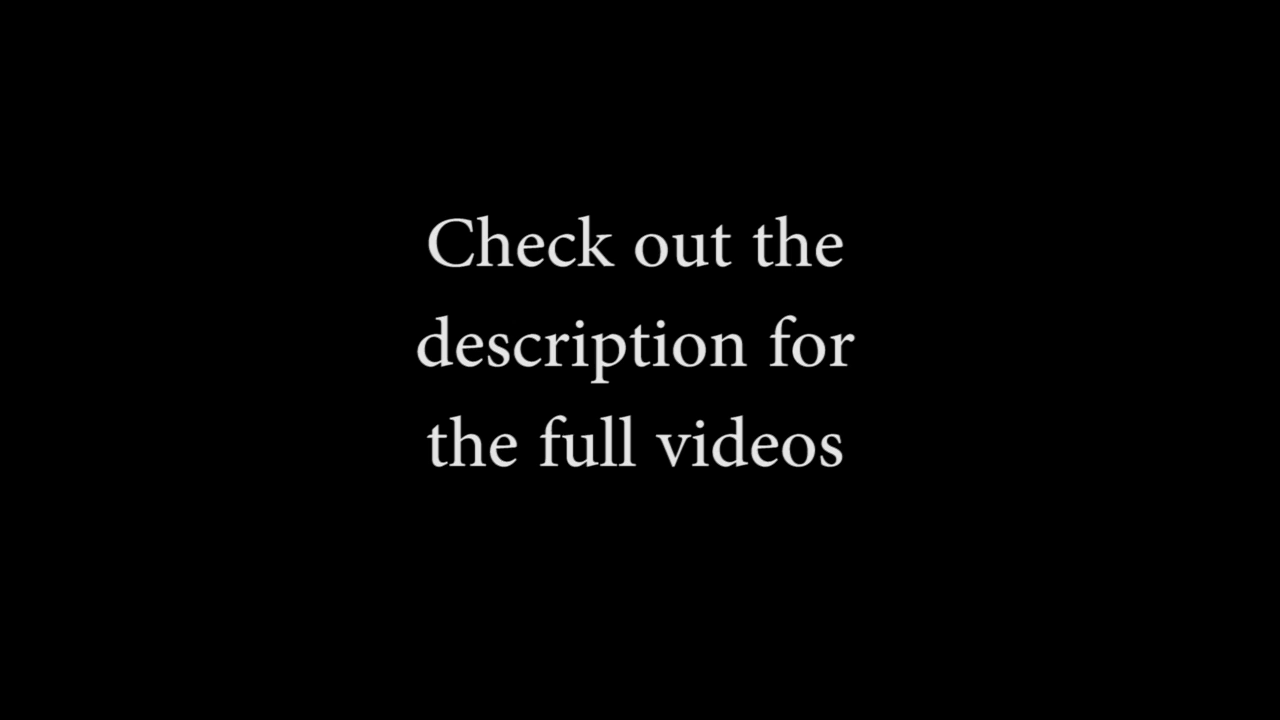 Check out the
description for
the full videos